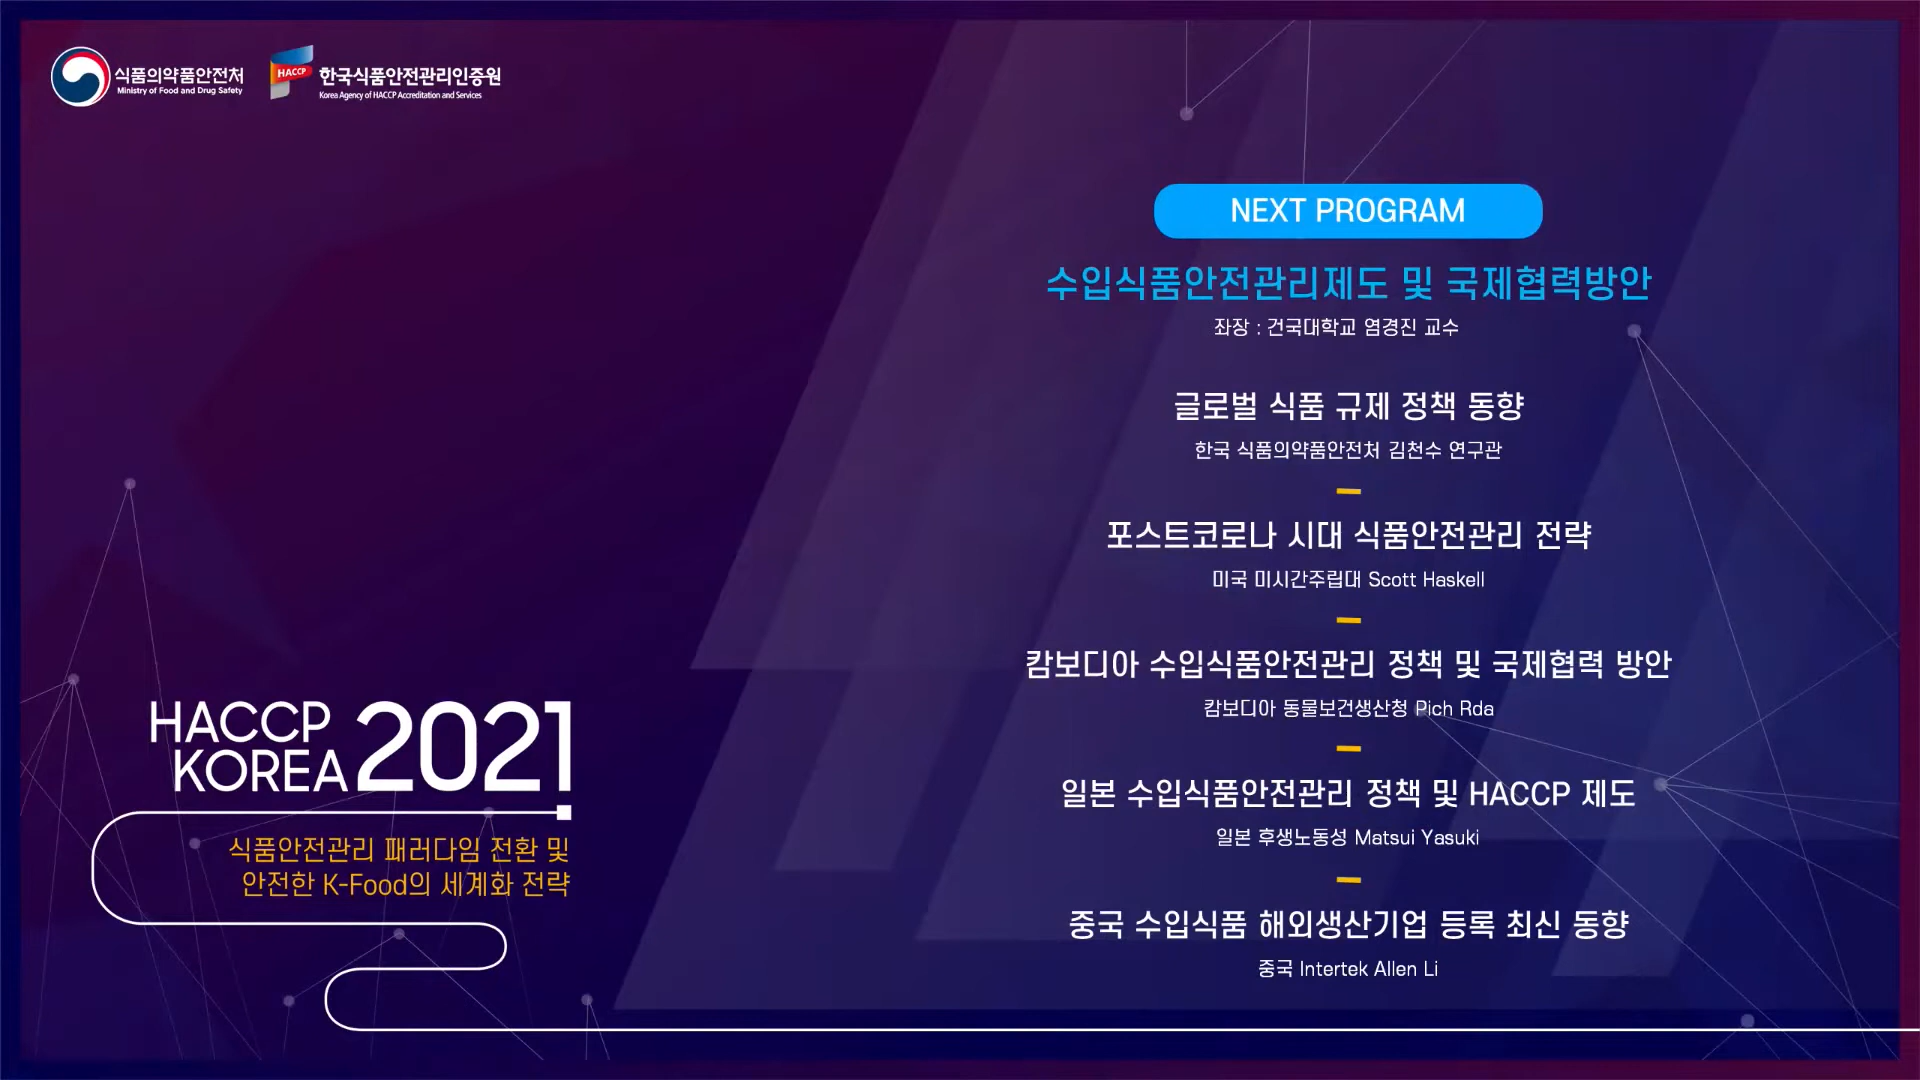 식품의약품안전처
Ministry of Food and Drug Safety
HACCP
한국식품안전관리인증원
Korea Agency of HACCP Accreditation and Services
HACCP
KOREA 2021
식품안전관리 패러다임 전환 및
안전한 K-Food의 세계화 전략
NEXT PROGRAM
수입식품안전관리제도 및 국제협력방안
좌장 : 건국대학교 염경진 교수
글로벌 식품 규제 정책 동향
한국 식품의약품안전처 김천수 연구관
포스트코로나 시대 식품안전관리 전략
미국 미시간주립대 Scott Haskell
캄보디아 수입식품안전관리 정책 및 국제협력 방안
캄보디아 동물보건생산청 Pich Rda
일본 수입식품안전관리 정책 및 HACCP 제도
일본 후생노동성 Matsui Yasuki
중국 수입식품 해외생산기업 등록 최신 동향
중국 Intertek Allen Li